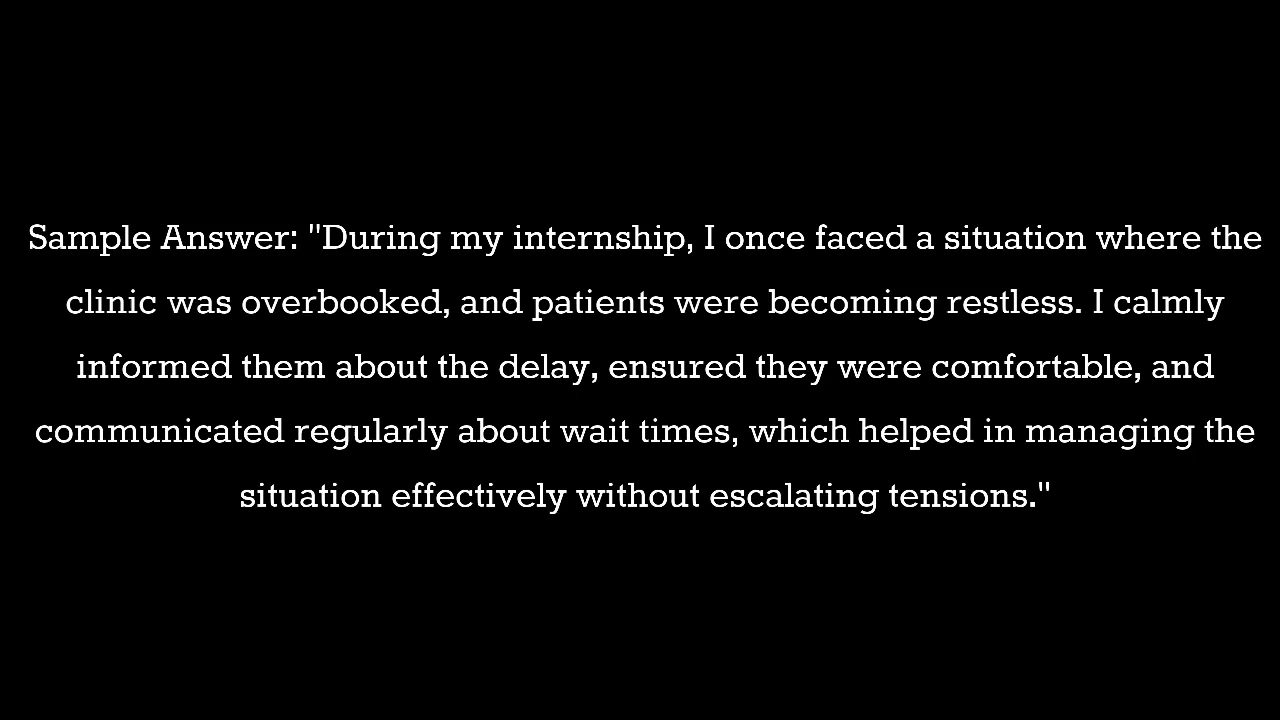 Sample Answer: "During my internship, I once faced a situation where the
clinic was overbooked, and patients were becoming restless. I calmly
informed them about the delay, ensured they were comfortable, and
communicated regularly about wait times, which helped in managing the
situation effectively without escalating tensions."